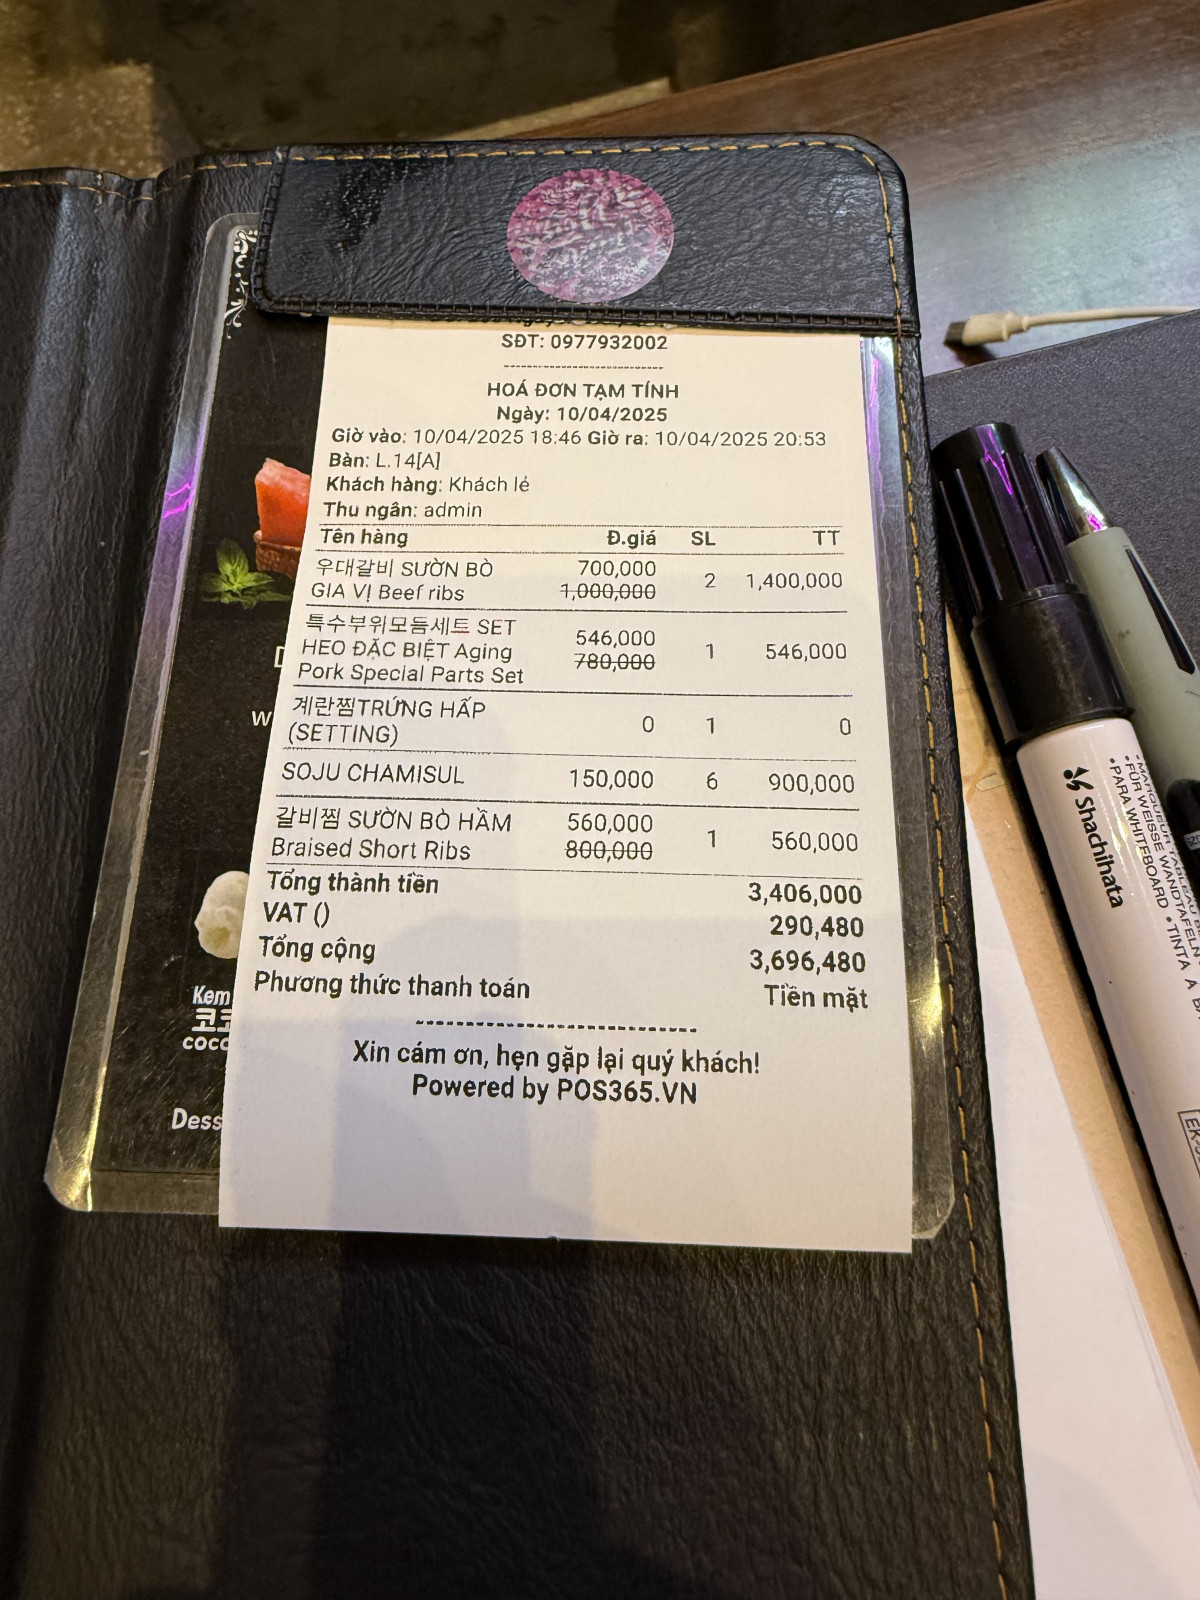 SĐT: 0977932002
HOÁ ĐƠN TẠM TÍNH
Ngày: 10/04/2025
Giờ vào: 10/04/2025 18:46 Giờ ra: 10/04/2025 20:53
Bàn: L.14[A]
Khách hàng: Khách lẻ
Thu ngân: admin
Tên hàng Đ.giá SL TT
우대갈비 SƯỜN BÒ 700,000
GIA VỊ Beef ribs 1,000,000 2 1,400,000
특수부위모듬세트 SET
HEO ĐẶC BIỆT Aging 546,000 1 546,000
Pork Special Parts Set 780,000
계란찜TRỨNG HẤP
(SETTING) 0 1 0
SOJU CHAMISUL 150,000 6 900,000
갈비찜 SƯỜN BÒ HẦM 560,000
Braised Short Ribs 800,000 1 560,000
Tổng thành tiền 3,406,000
VAT () 290,480
Tổng cộng 3,696,480
Phương thức thanh toán Tiền mặt
Xin cám ơn, hẹn gặp lại quý khách!
Powered by POS365.VN
Kem
Dess
Shachihata
FÜR WEISSE WANDTAFELN
PARA WHITEBOARD • TINTA A